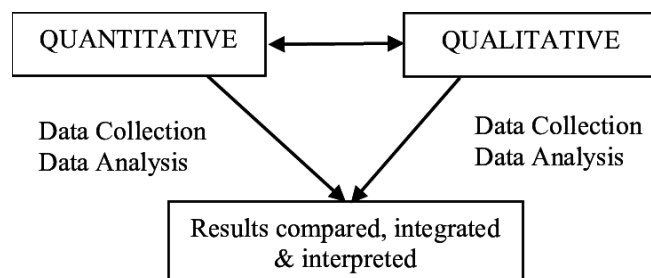 QUANTITATIVE
QUALITATIVE
Data Collection
Data Analysis
Data Collection
Data Analysis
Results compared, integrated
& interpreted